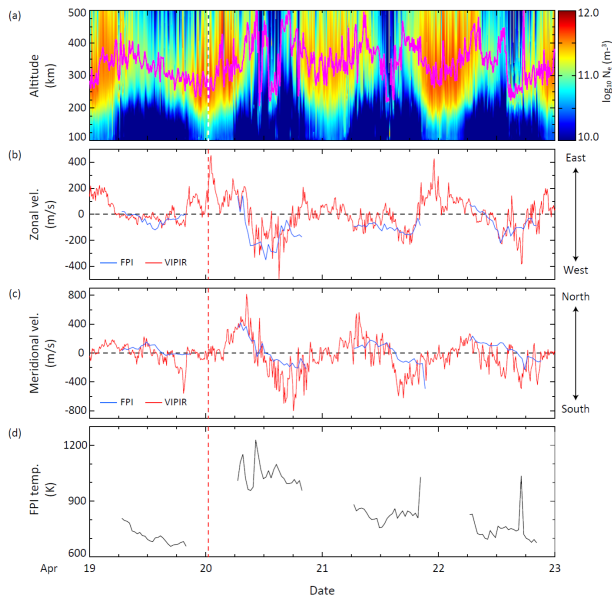 (a)
500
400
300
200
100
Altitude
(km)
12.0
11.0
10.0
log₁₀ Nₑ (m⁻³)
(b)
400
200
0
-200
-400
Zonal vel.
(m/s)
FPI
VIPIR
East
West
(c)
800
400
0
-400
-800
Meridional vel.
(m/s)
FPI
VIPIR
North
South
(d)
1200
900
600
FPI temp.
(K)
Apr
19
20
21
22
23
Date